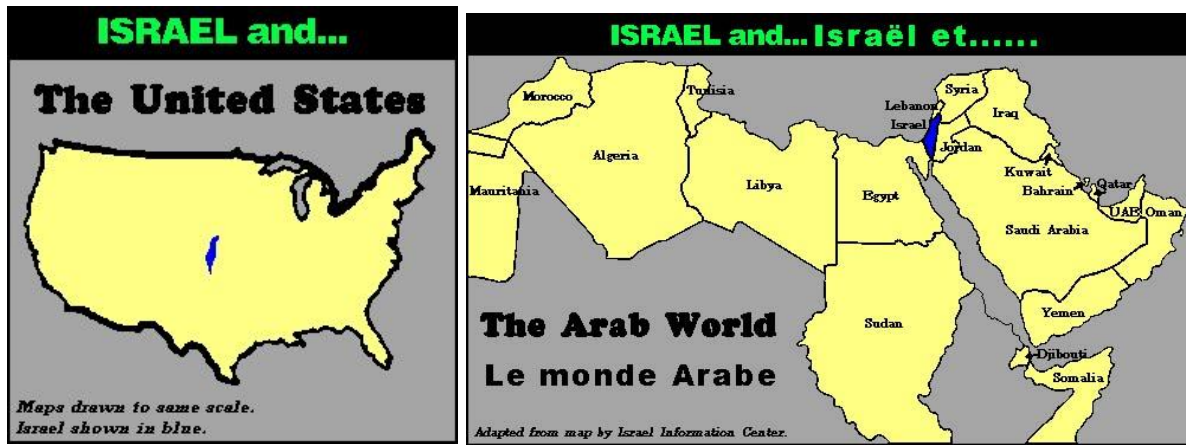 ISRAEL and...
The United States
Maps drawn to same scale.
Israel shown in blue.
ISRAEL and... Israël et......
Morocco
Tunisia
Algeria
Mauritania
Libya
Egypt
Sudan
Lebanon
Israel
Syria
Iraq
Jordan
Kuwait
Bahrain
Qatar
UAE
Oman
Saudi Arabia
Yemen
Djibouti
Somalia
The Arab World
Le monde Arabe
Adapted from map by Israel Information Center.